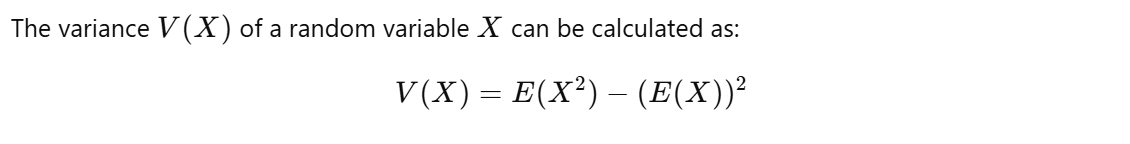 The variance V(X) of a random variable X can be calculated as:
V(X) = E(X²) − (E(X))²